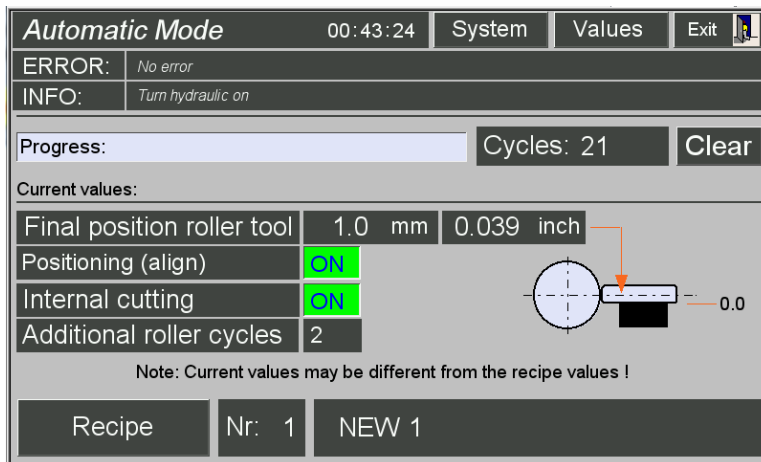 Automatic Mode 00:43:24 System Values Exit
ERROR: No error
INFO: Turn hydraulic on
Progress: Cycles: 21 Clear
Current values:
Final position roller tool 1.0 mm 0.039 inch
Positioning (align) ON
Internal cutting ON
0.0
Additional roller cycles 2
Note: Current values may be different from the recipe values !
Recipe Nr: 1 NEW 1